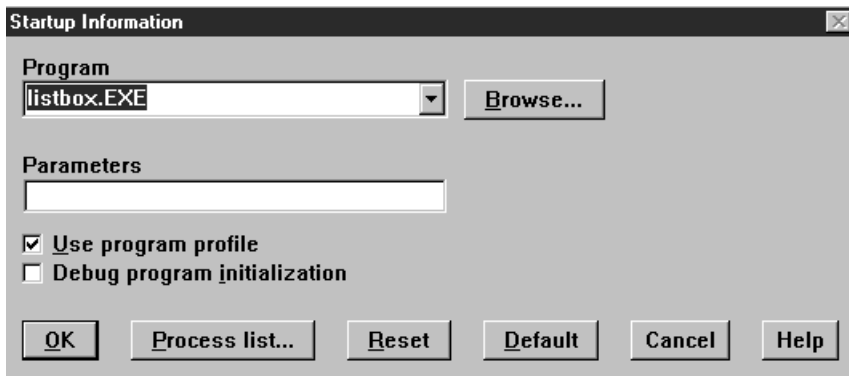 Startup Information
Program
listbox.EXE
Browse...
Parameters
Use program profile
Debug program initialization
OK Process list... Reset Default Cancel Help